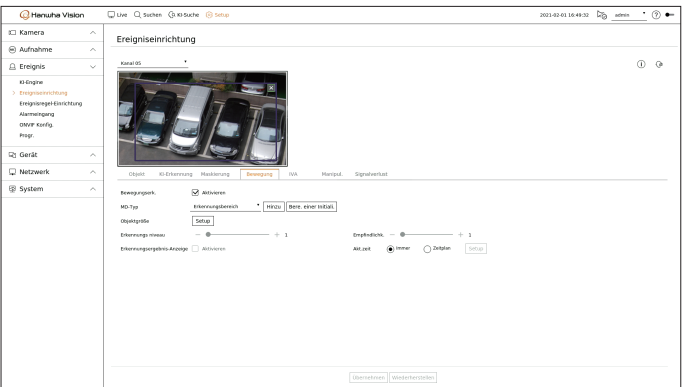 Hanwha Vision
Live Suchen KI-Suche Setup
2021-02-01 16:49:32 admin ?
Kamera
Aufnahme
Ereignis
KI-Engine
Ereigniseinrichtung
Ereignisregel-Einrichtung
Alarmeingang
ONVIF Konfig.
Progr.
Gerät
Netzwerk
System
Ereigniseinrichtung
Kanal 05
Objekt KI-Erkennung Maskierung Bewegung IVA Manipul. Signalverlust
Bewegungserk. Aktivieren
MD-Typ Erkennungsbereich Hinzu Bere. einer Initiali.
Objektgröße Setup
Erkennungs niveau 1 Empfindlichk. 1
Erkennungsergebnis-Anzeige Aktivieren Akt.zeit Immer Zeitplan Setup
Übernehmen Wiederherstellen